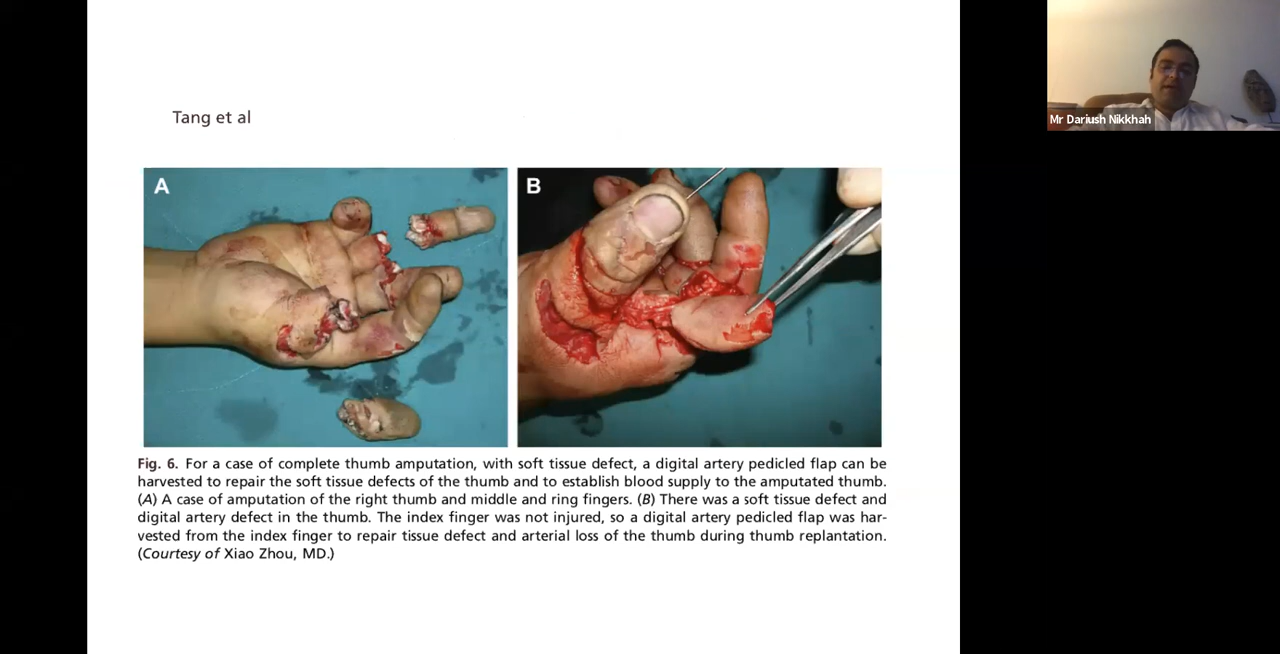 Tang et al
Mr Dariush Nikkhah
A
B
Fig. 6. For a case of complete thumb amputation, with soft tissue defect, a digital artery pedicled flap can be
harvested to repair the soft tissue defects of the thumb and to establish blood supply to the amputated thumb.
(A) A case of amputation of the right thumb and middle and ring fingers. (B) There was a soft tissue defect and
digital artery defect in the thumb. The index finger was not injured, so a digital artery pedicled flap was har-
vested from the index finger to repair tissue defect and arterial loss of the thumb during thumb replantation.
(Courtesy of Xiao Zhou, MD.)